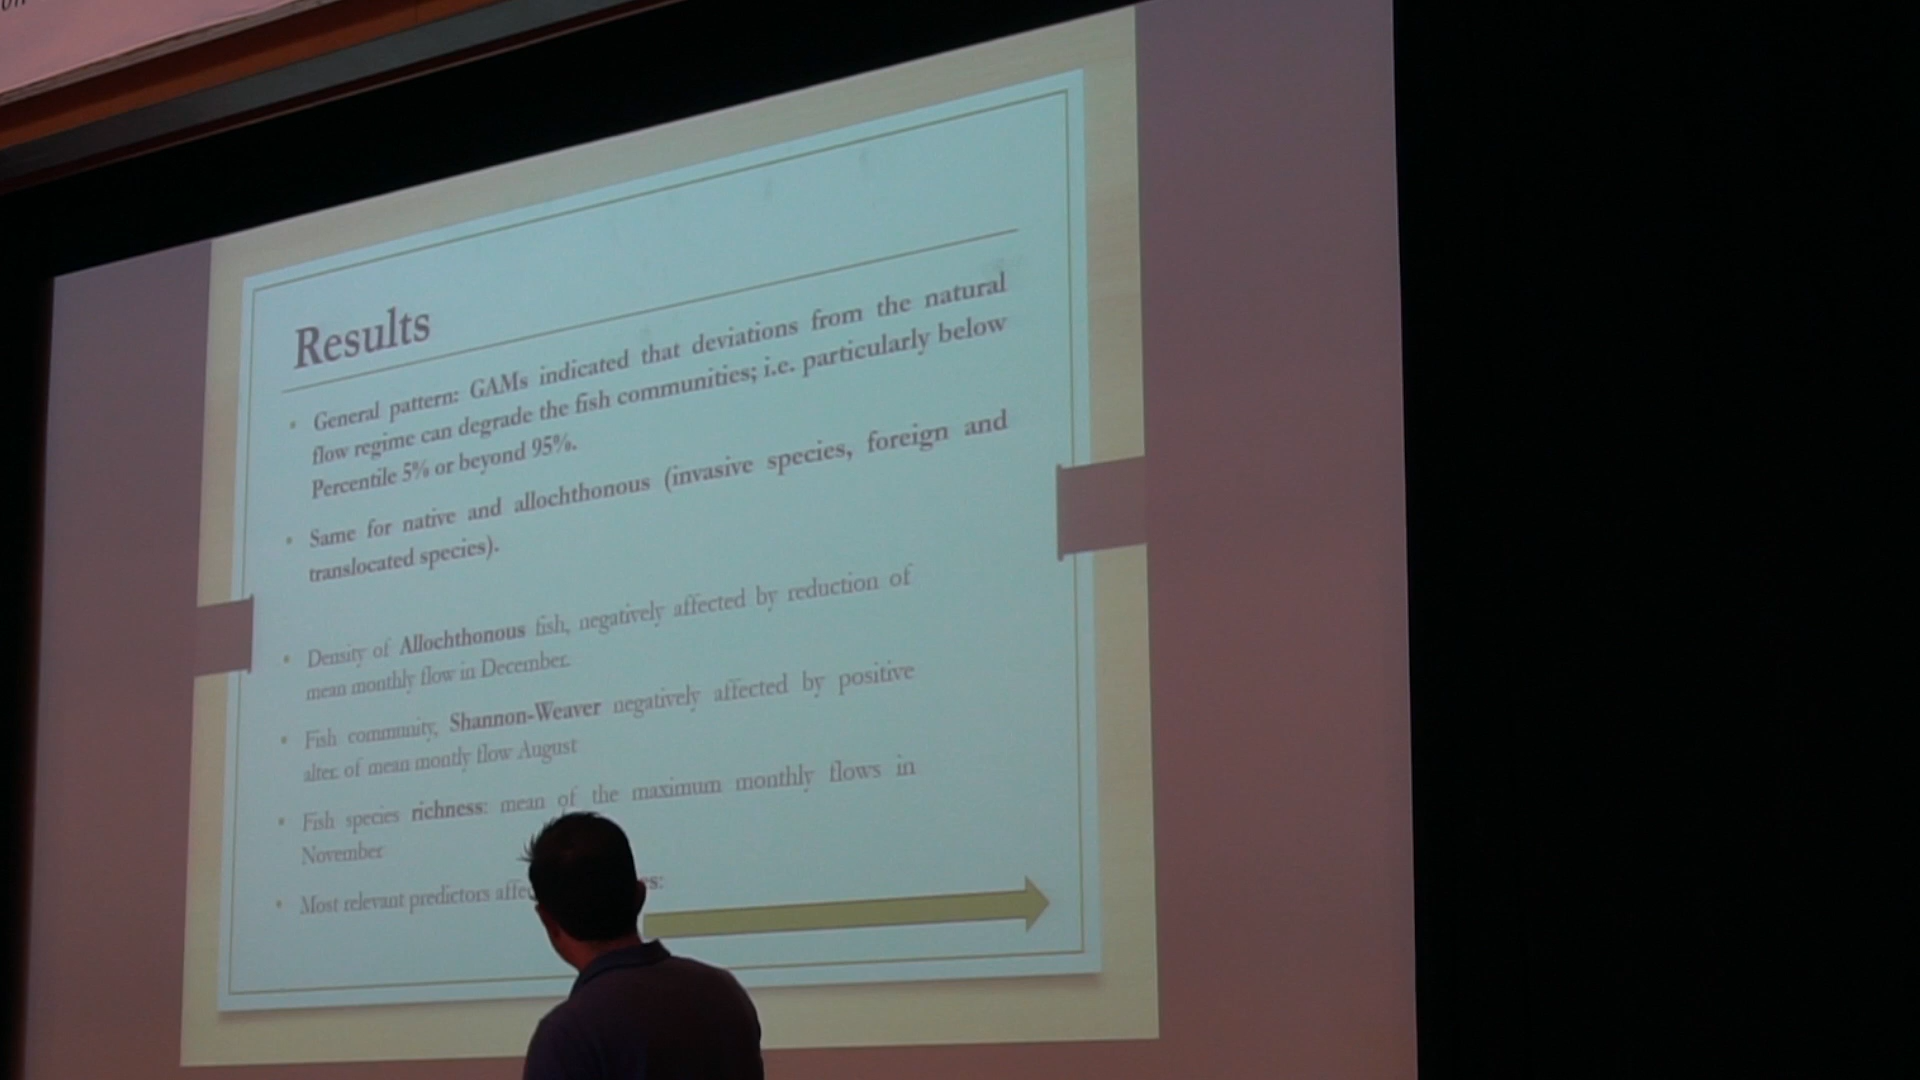 Results
• General pattern: GAMs indicated that deviations from the natural
flow regime can degrade the fish communities; i.e. particularly below
Percentile 5% or beyond 95%.
• Same for native and allochthonous (invasive species, foreign and
translocated species).
• Density of Allochthonous fish, negatively affected by reduction of
mean monthly flow in December.
• Fish community, Shannon-Weaver negatively affected by positive
alter. of mean montly flow August
• Fish species richness: mean of the maximum monthly flows in
November
• Most relevant predictors